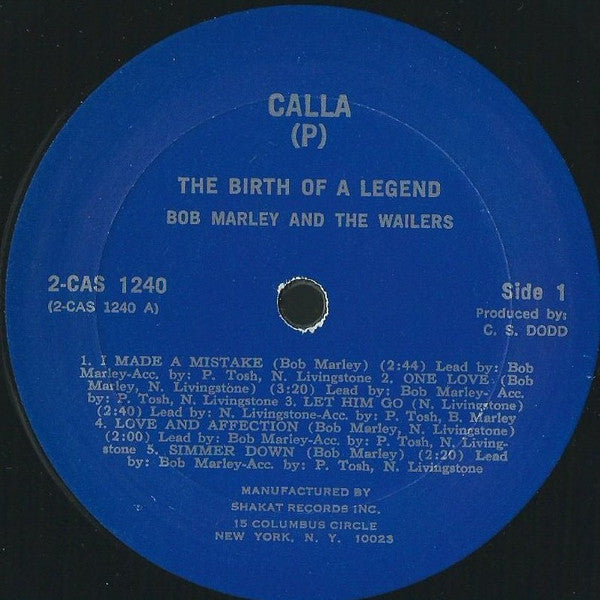 CALLA
(P)
THE BIRTH OF A LEGEND
BOB MARLEY AND THE WAILERS
2-CAS 1240
(2-CAS 1240 A)
Side 1
Produced by:
C. S. DODD
1. I MADE A MISTAKE (Bob Marley) (2:44) Lead by: Bob
Marley-Acc. by: P. Tosh, N. Livingstone 2. ONE LOVE (Bob
Marley, N. Livingstone) (3:20) Lead by: Bob Marley- Acc.
by: P. Tosh, N. Livingstone 3. LET HIM GO (N. Livingstone)
(2:40) Lead by: N. Livingstone-Acc. by: P. Tosh, B. Marley
4. LOVE AND AFFECTION (Bob Marley, N. Livingstone)
(2:00) Lead by: Bob Marley-Acc. by: P. Tosh, N. Living-
stone 5. SIMMER DOWN (Bob Marley) (2:20) Lead
by: Bob Marley-Acc. by: P. Tosh, N. Livingstone
MANUFACTURED BY
SHAKAT RECORDS INC.
15 COLUMBUS CIRCLE
NEW YORK, N. Y. 10023